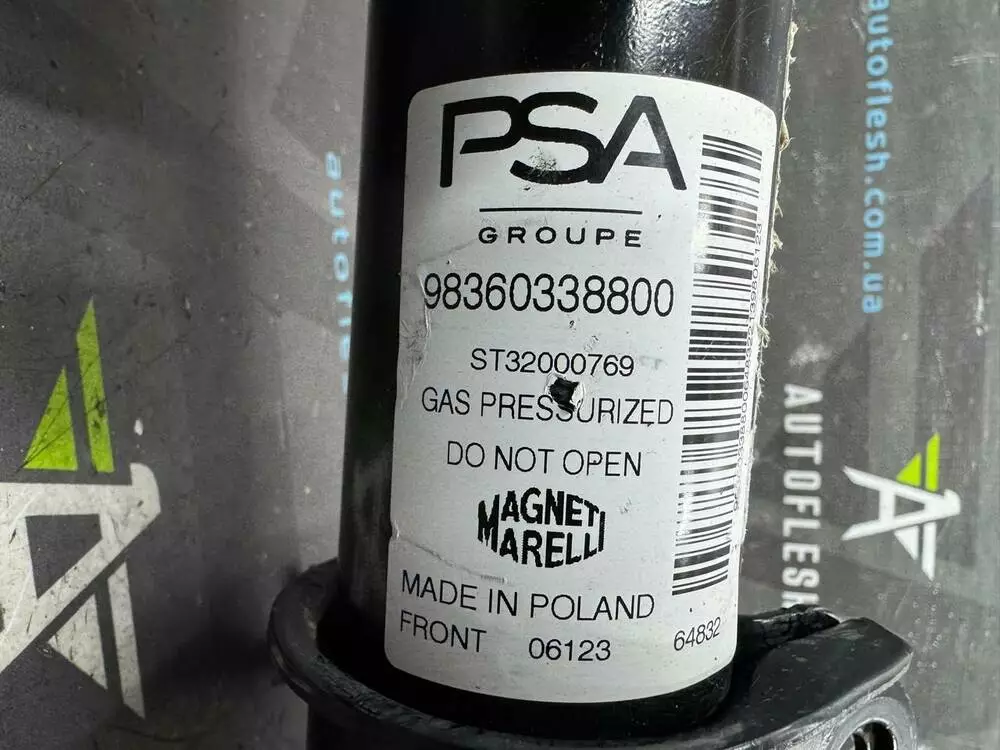 PSA
GROUPE
98360338800
ST32000769
GAS PRESSURIZED
DO NOT OPEN
MAGNETI
MARELLI
MADE IN POLAND
FRONT 06123 64832
autoflesh.com.ua
AUTOFLESH